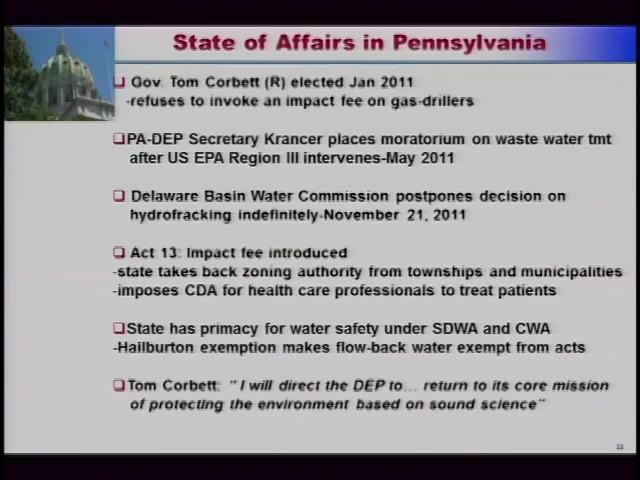 State of Affairs in Pennsylvania
Gov. Tom Corbett (R) elected Jan 2011
-refuses to invoke an impact fee on gas-drillers
PA-DEP Secretary Krancer places moratorium on waste water tmt
after US EPA Region III intervenes-May 2011
Delaware Basin Water Commission postpones decision on
hydrofracking indefinitely-November 21, 2011
Act 13: Impact fee introduced
-state takes back zoning authority from townships and municipalities
-imposes CDA for health care professionals to treat patients
State has primacy for water safety under SDWA and CWA
-Hailburton exemption makes flow-back water exempt from acts
Tom Corbett: "I will direct the DEP to... return to its core mission
of protecting the environment based on sound science"